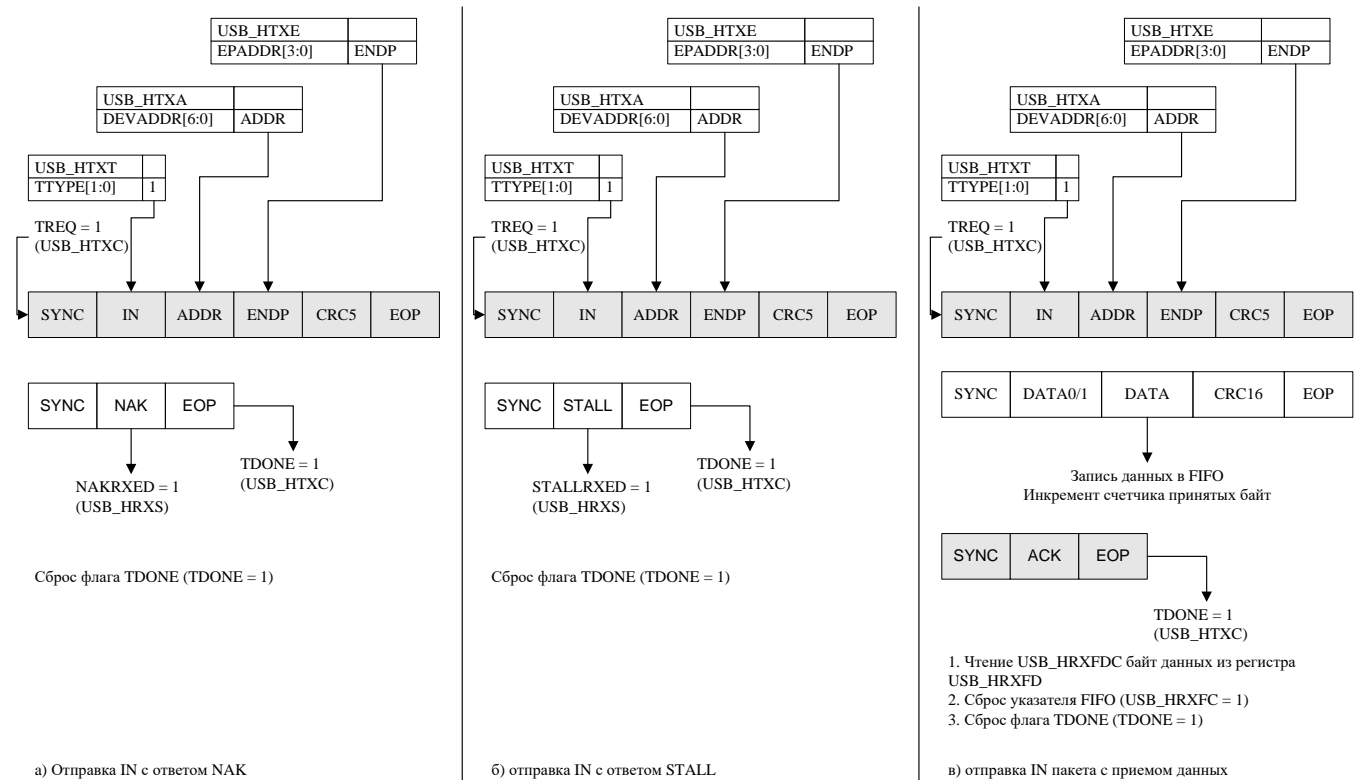 USB_HTXE
EPADDR[3:0] ENDP
USB_HTXA
DEVADDR[6:0] ADDR
USB_HTXT
TTYPE[1:0] 1
TREQ = 1
(USB_HTXC)
SYNC IN ADDR ENDP CRC5 EOP
SYNC NAK EOP
NAKRXED = 1
(USB_HRXS)
TDONE = 1
(USB_HTXC)
Сброс флага TDONE (TDONE = 1)
а) Отправка IN с ответом NAK
USB_HTXE
EPADDR[3:0] ENDP
USB_HTXA
DEVADDR[6:0] ADDR
USB_HTXT
TTYPE[1:0] 1
TREQ = 1
(USB_HTXC)
SYNC IN ADDR ENDP CRC5 EOP
SYNC STALL EOP
STALLRXED = 1
(USB_HRXS)
TDONE = 1
(USB_HTXC)
Сброс флага TDONE (TDONE = 1)
б) отправка IN с ответом STALL
USB_HTXE
EPADDR[3:0] ENDP
USB_HTXA
DEVADDR[6:0] ADDR
USB_HTXT
TTYPE[1:0] 1
TREQ = 1
(USB_HTXC)
SYNC IN ADDR ENDP CRC5 EOP
SYNC DATA0/1 DATA CRC16 EOP
Запись данных в FIFO
Инкремент счетчика принятых байт
SYNC ACK EOP
TDONE = 1
(USB_HTXC)
1. Чтение USB_HRXFDC байт данных из регистра
USB_HRXFD
2. Сброс указателя FIFO (USB_HRXFC = 1)
3. Сброс флага TDONE (TDONE = 1)
в) отправка IN пакета с приемом данных